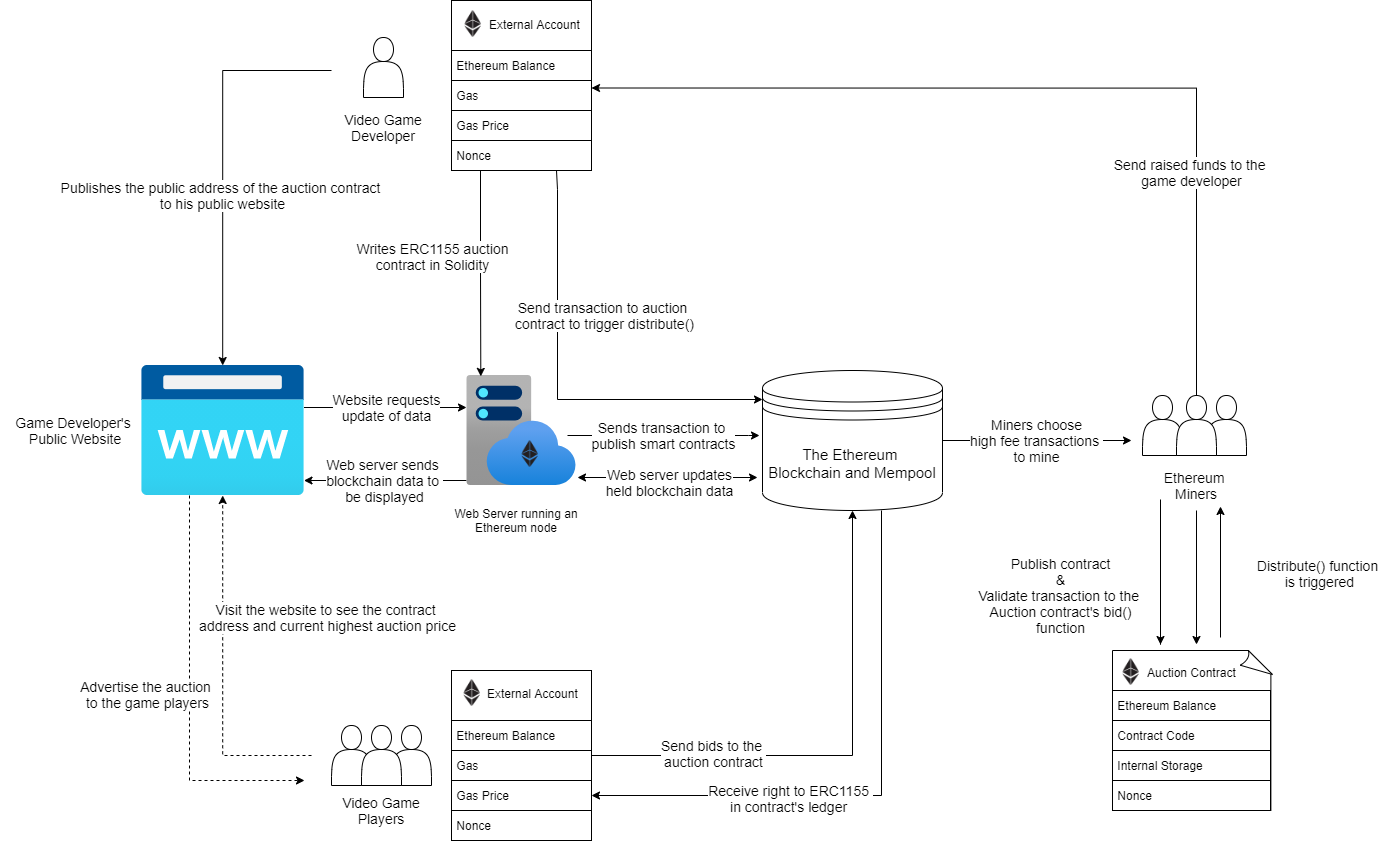 External Account
Ethereum Balance
Gas
Gas Price
Nonce
Video Game
Developer
Publishes the public address of the auction contract
to his public website
Send raised funds to the
game developer
Writes ERC1155 auction
contract in Solidity
Send transaction to auction
contract to trigger distribute()
Game Developer's
Public Website
WWW
Website requests
update of data
Web server sends
blockchain data to
be displayed
Web Server running an
Ethereum node
Sends transaction to
publish smart contracts
Web server updates
held blockchain data
The Ethereum
Blockchain and Mempool
Miners choose
high fee transactions
to mine
Ethereum
Miners
Publish contract
&
Validate transaction to the
Auction contract's bid()
function
Distribute() function
is triggered
Visit the website to see the contract
address and current highest auction price
Advertise the auction
to the game players
Video Game
Players
External Account
Ethereum Balance
Gas
Gas Price
Nonce
Send bids to the
auction contract
Receive right to ERC1155
in contract's ledger
Auction Contract
Ethereum Balance
Contract Code
Internal Storage
Nonce